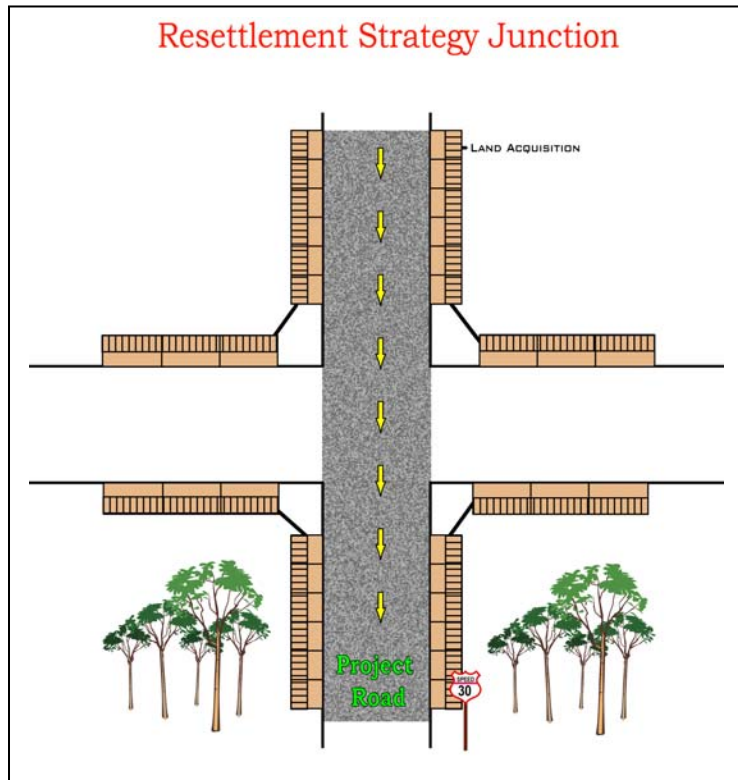 Resettlement Strategy Junction
LAND ACQUISITION
Project
Road
SPEED
30